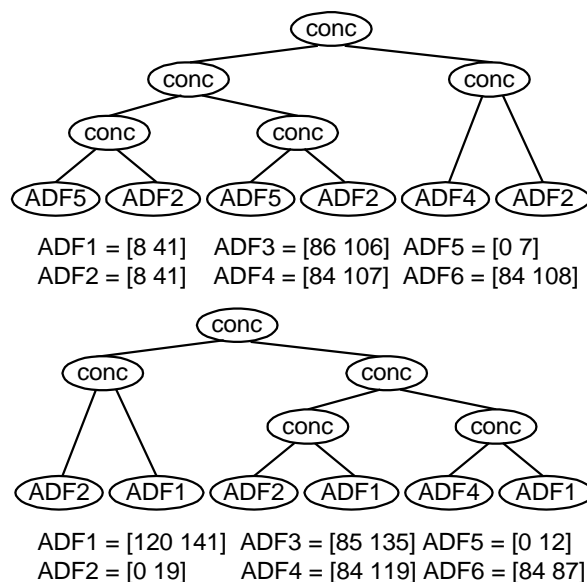 conc
conc conc
conc conc
ADF5 ADF2 ADF5 ADF2 ADF4 ADF2
ADF1 = [8 41] ADF3 = [86 106] ADF5 = [0 7]
ADF2 = [8 41] ADF4 = [84 107] ADF6 = [84 108]
conc
conc conc
conc conc
ADF2 ADF1 ADF2 ADF1 ADF4 ADF1
ADF1 = [120 141] ADF3 = [85 135] ADF5 = [0 12]
ADF2 = [0 19] ADF4 = [84 119] ADF6 = [84 87]